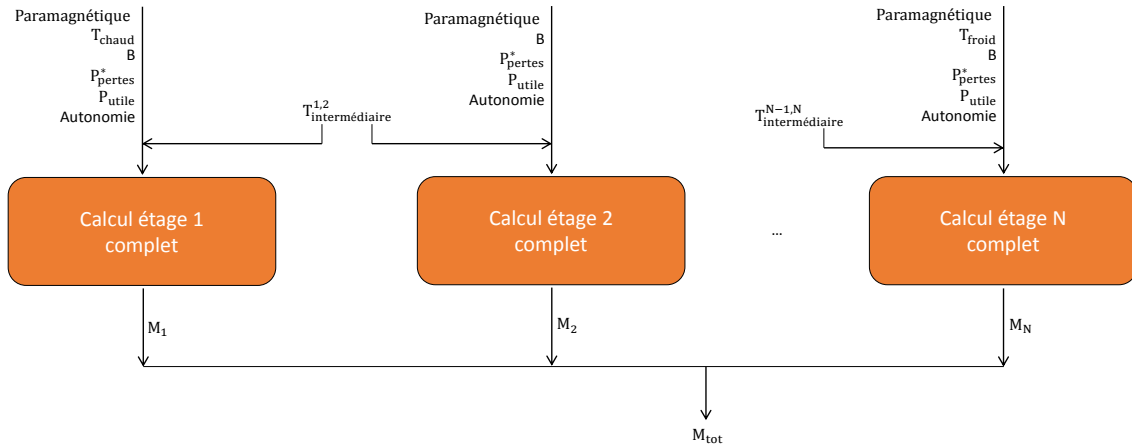 Paramagnétique
T_chaud
B
P*_pertes
P_utile
Autonomie
T^1,2_intermédiaire
Paramagnétique
B
P*_pertes
P_utile
Autonomie
T^N−1,N_intermédiaire
Paramagnétique
T_froid
B
P*_pertes
P_utile
Autonomie
Calcul étage 1
complet
Calcul étage 2
complet
...
Calcul étage N
complet
M_1
M_2
M_N
M_tot